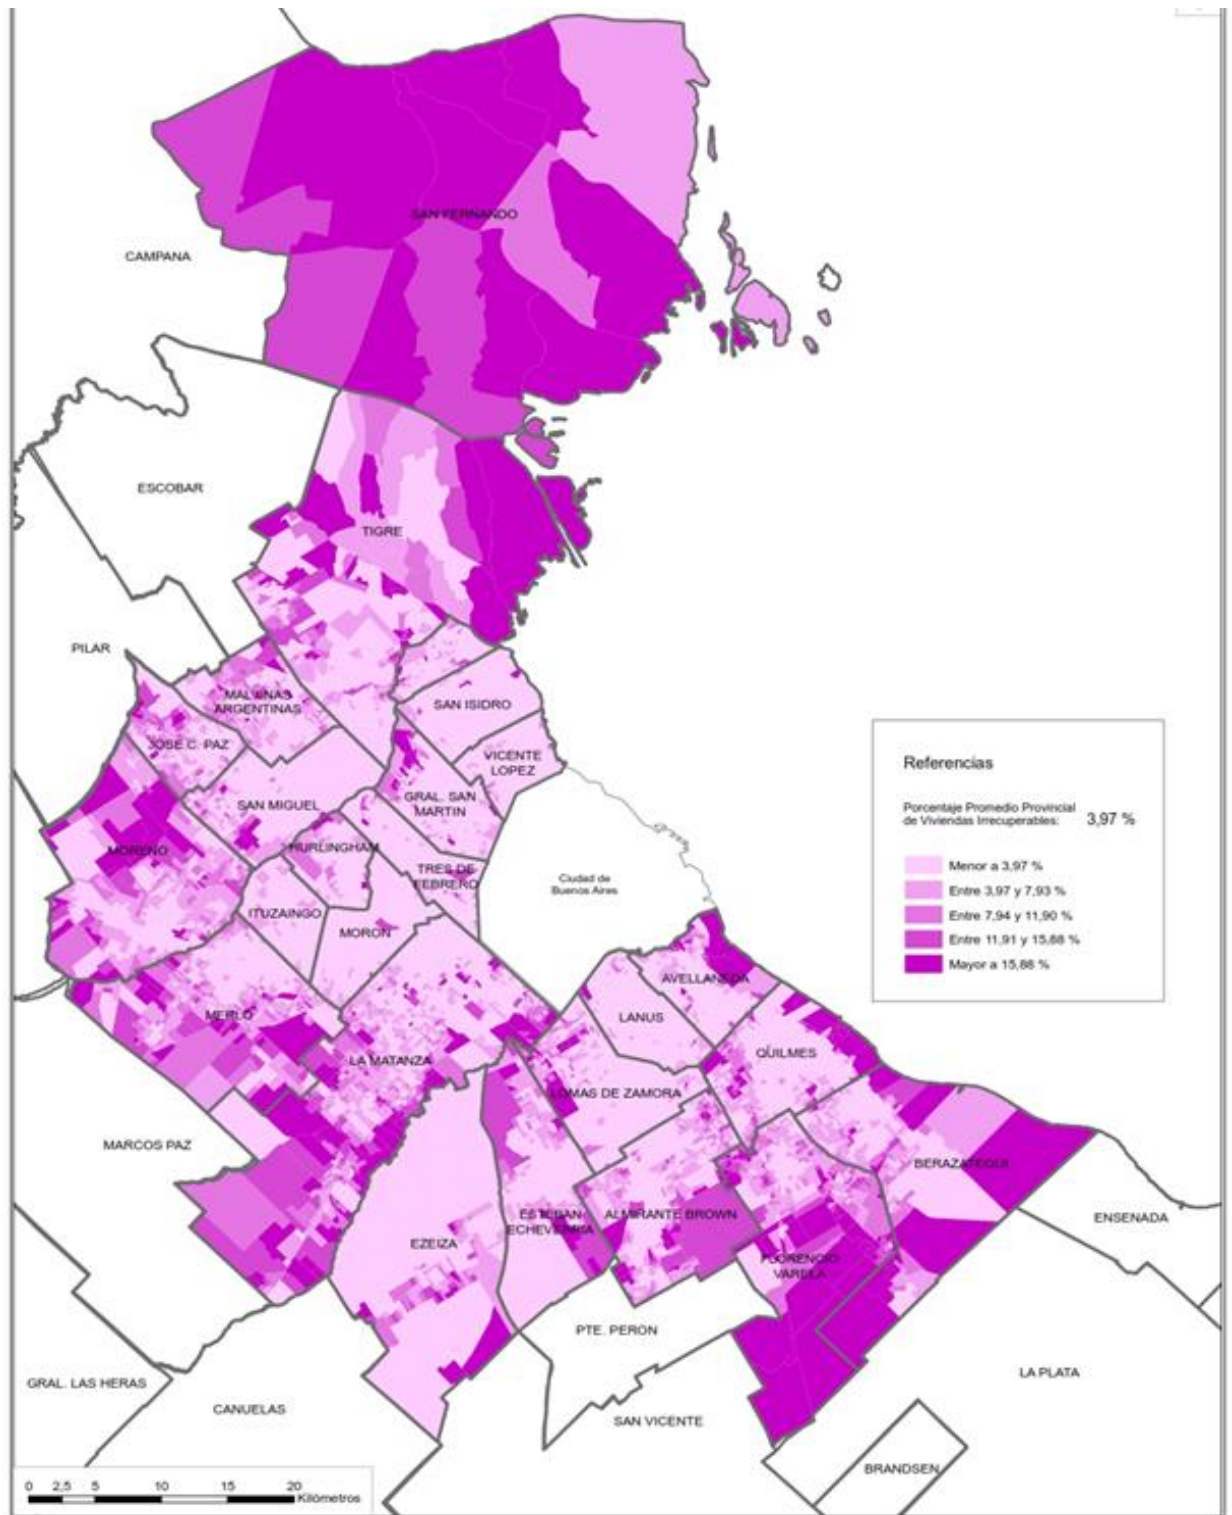 SAN FERNANDO
CAMPANA
ESCOBAR
TIGRE
PILAR
MALVINAS
ARGENTINAS
SAN ISIDRO
JOSE C. PAZ
VICENTE
LOPEZ
SAN MIGUEL
GRAL. SAN
MARTIN
MORENO
HURLINGHAM
TRES DE
FEBRERO
Ciudad de
Buenos Aires
ITUZAINGO
MORON
Referencias
Porcentaje Promedio Provincial
de Viviendas Irrecuperables: 3,97 %
Menor a 3,97 %
Entre 3,97 y 7,93 %
Entre 7,94 y 11,90 %
Entre 11,91 y 15,88 %
Mayor a 15,88 %
AVELLANEDA
MERLO
LANUS
QUILMES
LA MATANZA
LOMAS DE ZAMORA
MARCOS PAZ
BERAZATEGUI
ESTEBAN
ECHEVERRIA
ALMIRANTE BROWN
ENSENADA
EZEIZA
FLORENCIO
VARELA
PTE. PERON
GRAL. LAS HERAS
LA PLATA
CANUELAS
SAN VICENTE
BRANDSEN
0 2,5 5 10 15 20
Kilómetros